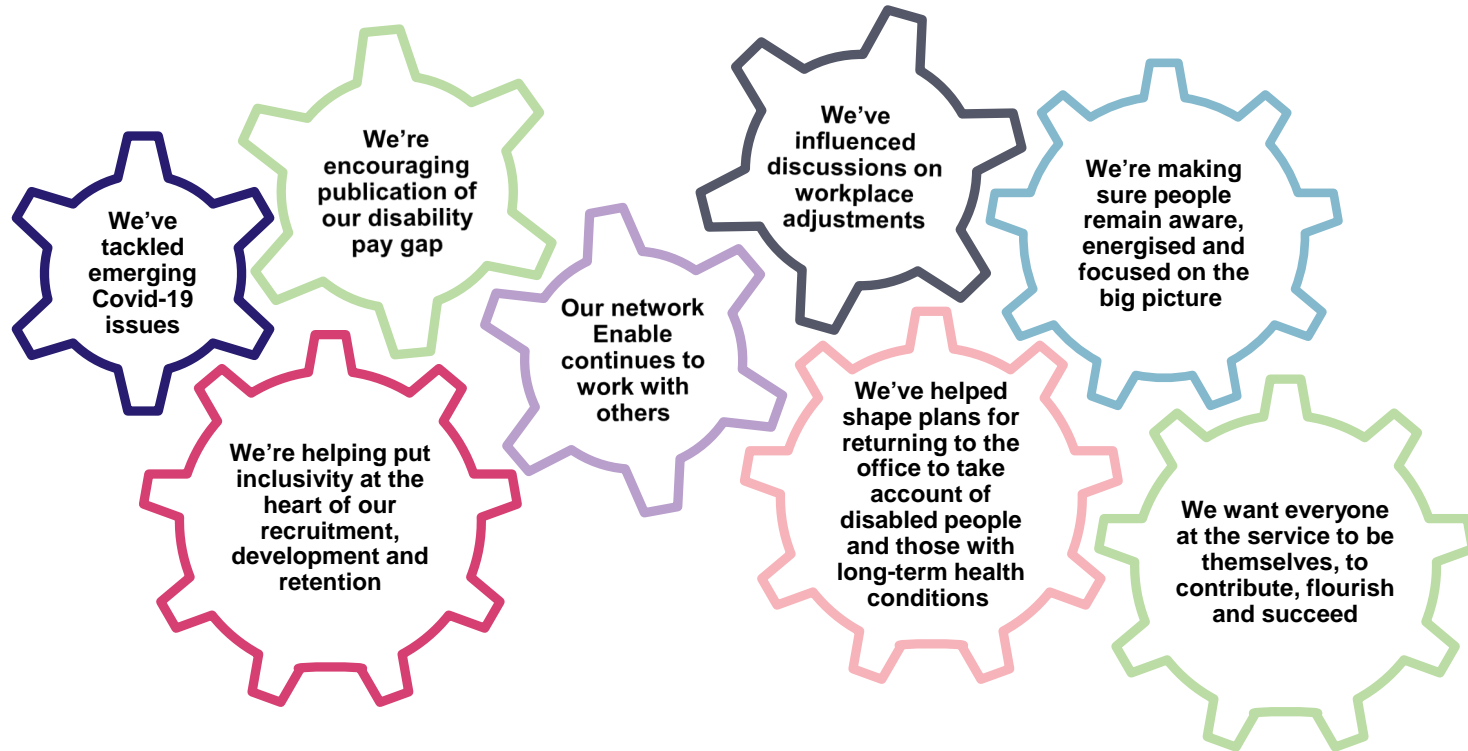 We've
tackled
emerging
Covid-19
issues
We're
encouraging
publication of
our disability
pay gap
We're helping put
inclusivity at the
heart of our
recruitment,
development and
retention
Our network
Enable
continues to
work with
others
We've
influenced
discussions on
workplace
adjustments
We've helped
shape plans for
returning to the
office to take
account of
disabled people
and those with
long-term health
conditions
We're making
sure people
remain aware,
energised and
focused on the
big picture
We want everyone
at the service to be
themselves, to
contribute, flourish
and succeed